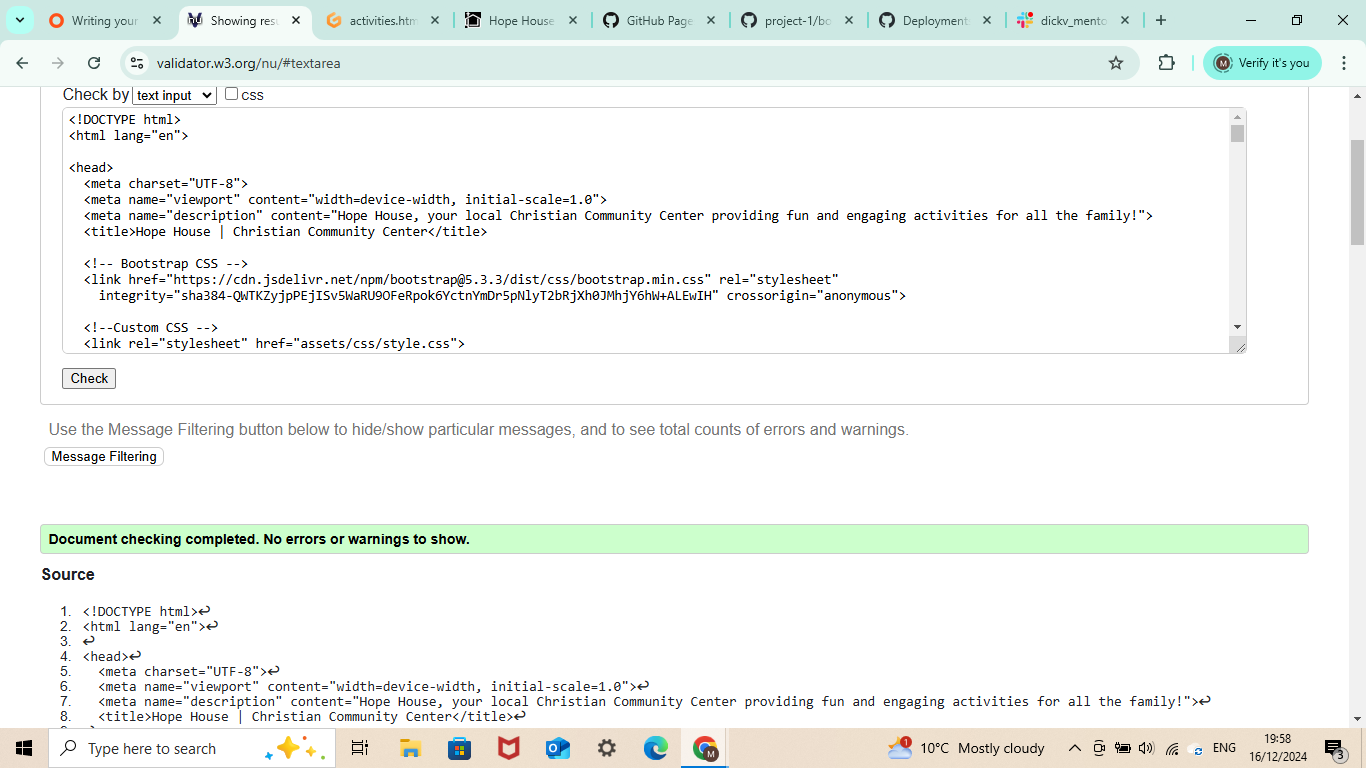 Writing your
Showing resu
activities.htm
Hope House
GitHub Page
project-1/bo
Deployment
dickv_mento
validator.w3.org/nu/#textarea
M
Verify it's you
Check by text input css
<!DOCTYPE html>
<html lang="en">
<head>
<meta charset="UTF-8">
<meta name="viewport" content="width=device-width, initial-scale=1.0">
<meta name="description" content="Hope House, your local Christian Community Center providing fun and engaging activities for all the family!">
<title>Hope House | Christian Community Center</title>
<!-- Bootstrap CSS -->
<link href="https://cdn.jsdelivr.net/npm/bootstrap@5.3.3/dist/css/bootstrap.min.css" rel="stylesheet"
integrity="sha384-QWTKZyjpPEjISv5WaRU9OFeRpok6YctnYmDr5pNlyT2bRjXh0JMhjY6hW+ALEwIH" crossorigin="anonymous">
<!--Custom CSS -->
<link rel="stylesheet" href="assets/css/style.css">
Check
Use the Message Filtering button below to hide/show particular messages, and to see total counts of errors and warnings.
Message Filtering
Document checking completed. No errors or warnings to show.
Source
1. <!DOCTYPE html>↩
2. <html lang="en">↩
3. ↩
4. <head>↩
5. <meta charset="UTF-8">↩
6. <meta name="viewport" content="width=device-width, initial-scale=1.0">↩
7. <meta name="description" content="Hope House, your local Christian Community Center providing fun and engaging activities for all the family!">↩
8. <title>Hope House | Christian Community Center</title>↩
Type here to search
M
1
10°C Mostly cloudy
ENG
19:58
16/12/2024
3